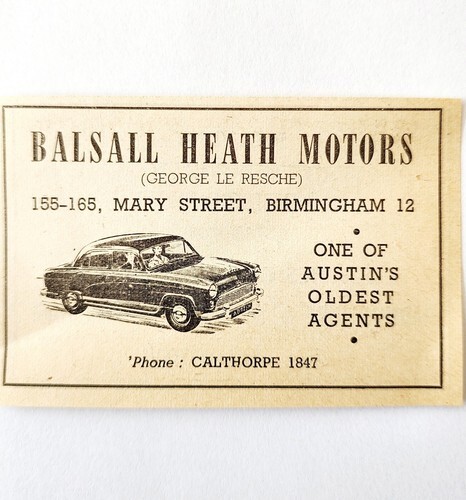 BALSALL HEATH MOTORS
(GEORGE LE RESCHE)
155-165, MARY STREET, BIRMINGHAM 12
ONE OF
AUSTIN'S
OLDEST
AGENTS
'Phone : CALTHORPE 1847